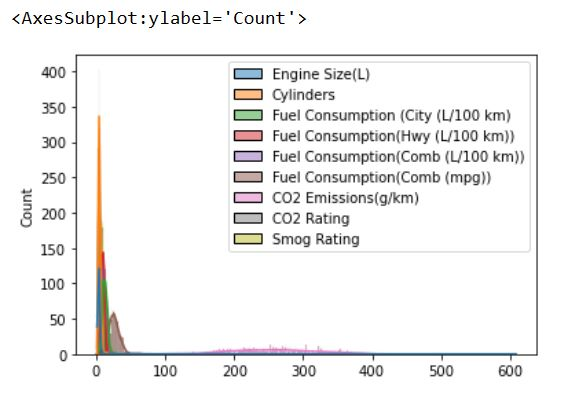 <AxesSubplot:ylabel='Count'>
400
350
300
250
200
150
100
50
0
Count
Engine Size(L)
Cylinders
Fuel Consumption (City (L/100 km)
Fuel Consumption(Hwy (L/100 km))
Fuel Consumption(Comb (L/100 km))
Fuel Consumption(Comb (mpg))
CO2 Emissions(g/km)
CO2 Rating
Smog Rating
0 100 200 300 400 500 600